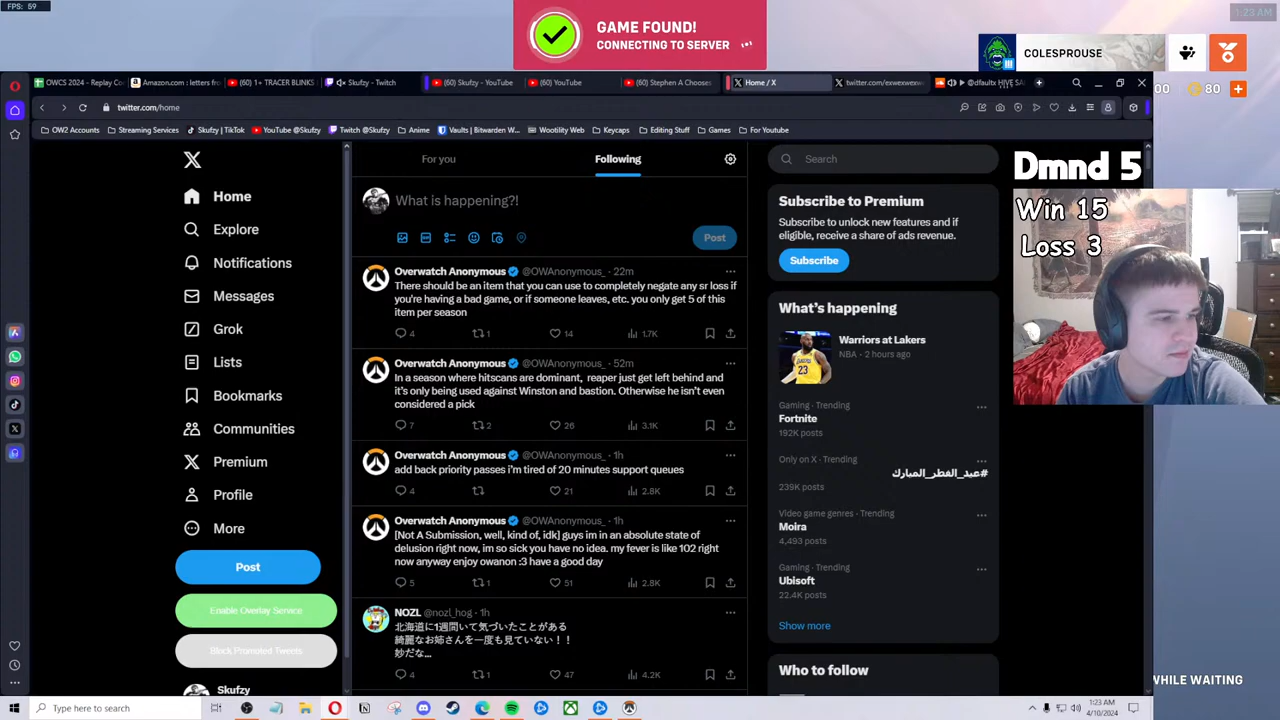 FPS : 59
GAME FOUND!
CONNECTING TO SERVER
1:23 AM
COLESPROUSE
80
OWCS 2024 - Replay Co
Amazon.com : letters fro
(60) 1+ TRACER BLINKS
Skufzy - Twitch
(60) Skufzy - YouTube
(60) YouTube
(60) Stephen A Chooses
Home / X
twitter.com/exwexwexw
twitter.com/home
OW2 Accounts
Streaming Services
Skufzy | TikTok
YouTube @Skufzy
Twitch @Skufzy
Anime
Vaults | Bitwarden W...
Wootility Web
Keycaps
Editing Stuff
Games
For Youtube
Home
Explore
Notifications
Messages
Grok
Lists
Bookmarks
Communities
Premium
Profile
More
Post
Enable Overlay Service
Block Promoted Tweets
Skufzy
For you
Following
What is happening?!
Post
Overwatch Anonymous @OWAnonymous_ · 22m
There should be an item that you can use to completely negate any sr loss if
you're having a bad game, or if someone leaves, etc. you only get 5 of this
item per season
4 1 14 1.7K
Overwatch Anonymous @OWAnonymous_ · 52m
In a season where hitscans are dominant, reaper just get left behind and
it's only being used against Winston and bastion. Otherwise he isn't even
considered a pick
7 2 26 3.1K
Overwatch Anonymous @OWAnonymous_ · 1h
add back priority passes i'm tired of 20 minutes support queues
4 21 2.8K
Overwatch Anonymous @OWAnonymous_ · 1h
[Not A Submission, well, kind of, idk] guys im in an absolute state of
delusion right now, im so sick you have no idea. my fever is like 102 right
now anyway enjoy owanon :3 have a good day
5 1 51 2.8K
NOZL @nozl_hog · 1h
北海道に1週間いて気づいたことがある
綺麗なお姉さんを一度も見ていない！！
妙だな...
4 47 4.2K
Search
Subscribe to Premium
Subscribe to unlock new features and if
eligible, receive a share of ads revenue.
Subscribe
What's happening
Warriors at Lakers
NBA · 2 hours ago
Gaming · Trending
Fortnite
192K posts
Only on X · Trending
#عيد_الفطر_المبارك
239K posts
Video game genres · Trending
Moira
4,493 posts
Gaming · Trending
Ubisoft
22.4K posts
Show more
Who to follow
Dmnd 5
Win 15
Loss 3
WHILE WAITING
Type here to search
1:23 AM
4/10/2024